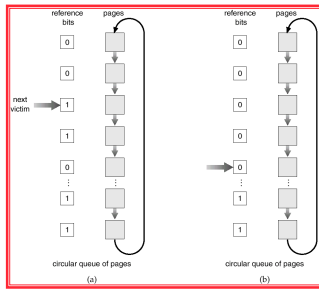 reference bits pages
0
0
next victim
1
1
0
⋮ ⋮
1
1
circular queue of pages
(a)
reference bits pages
0
0
0
0
0
⋮ ⋮
1
1
circular queue of pages
(b)